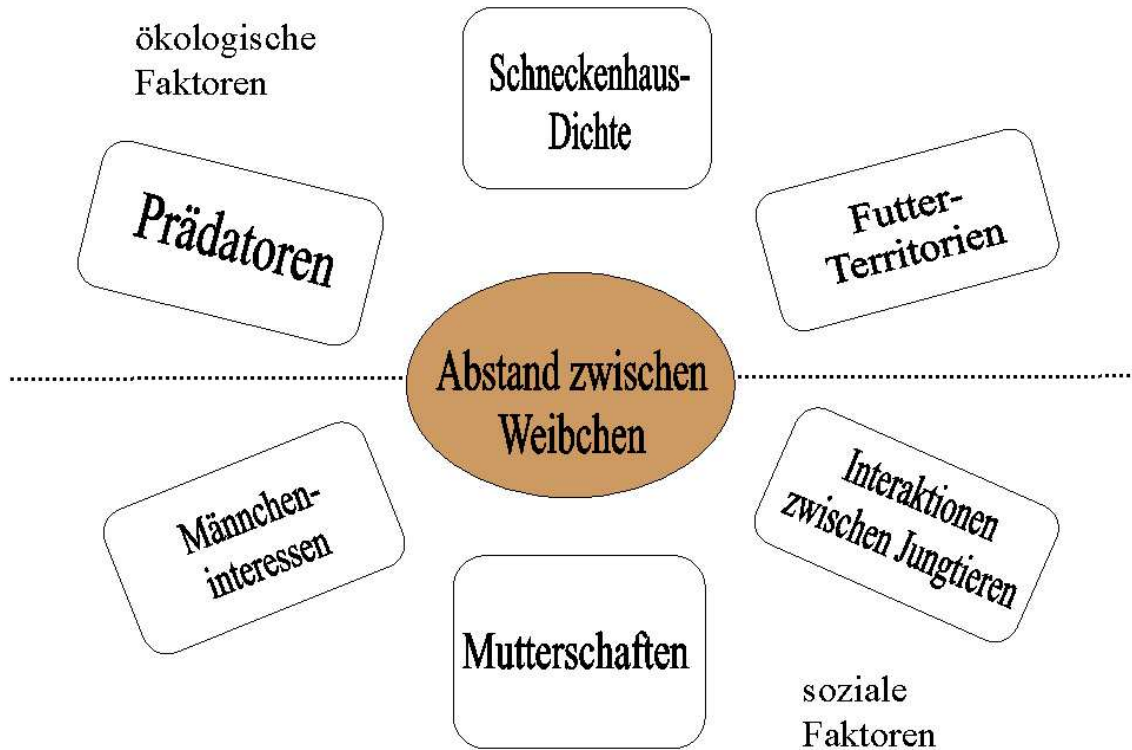 ökologische
Faktoren
Schneckenhaus-
Dichte
Prädatoren
Futter-
Territorien
Abstand zwischen
Weibchen
Männchen-
interessen
Interaktionen
zwischen Jungtieren
Mutterschaften
soziale
Faktoren